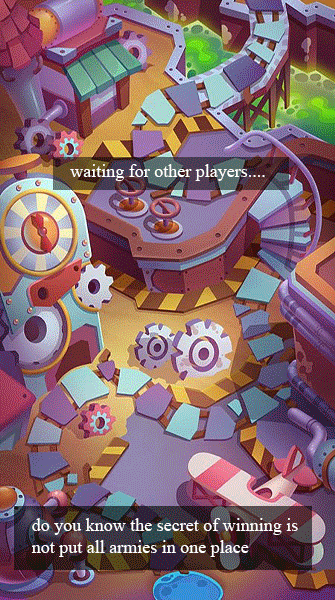 waiting for other players....
do you know the secret of winning is
not put all armies in one place